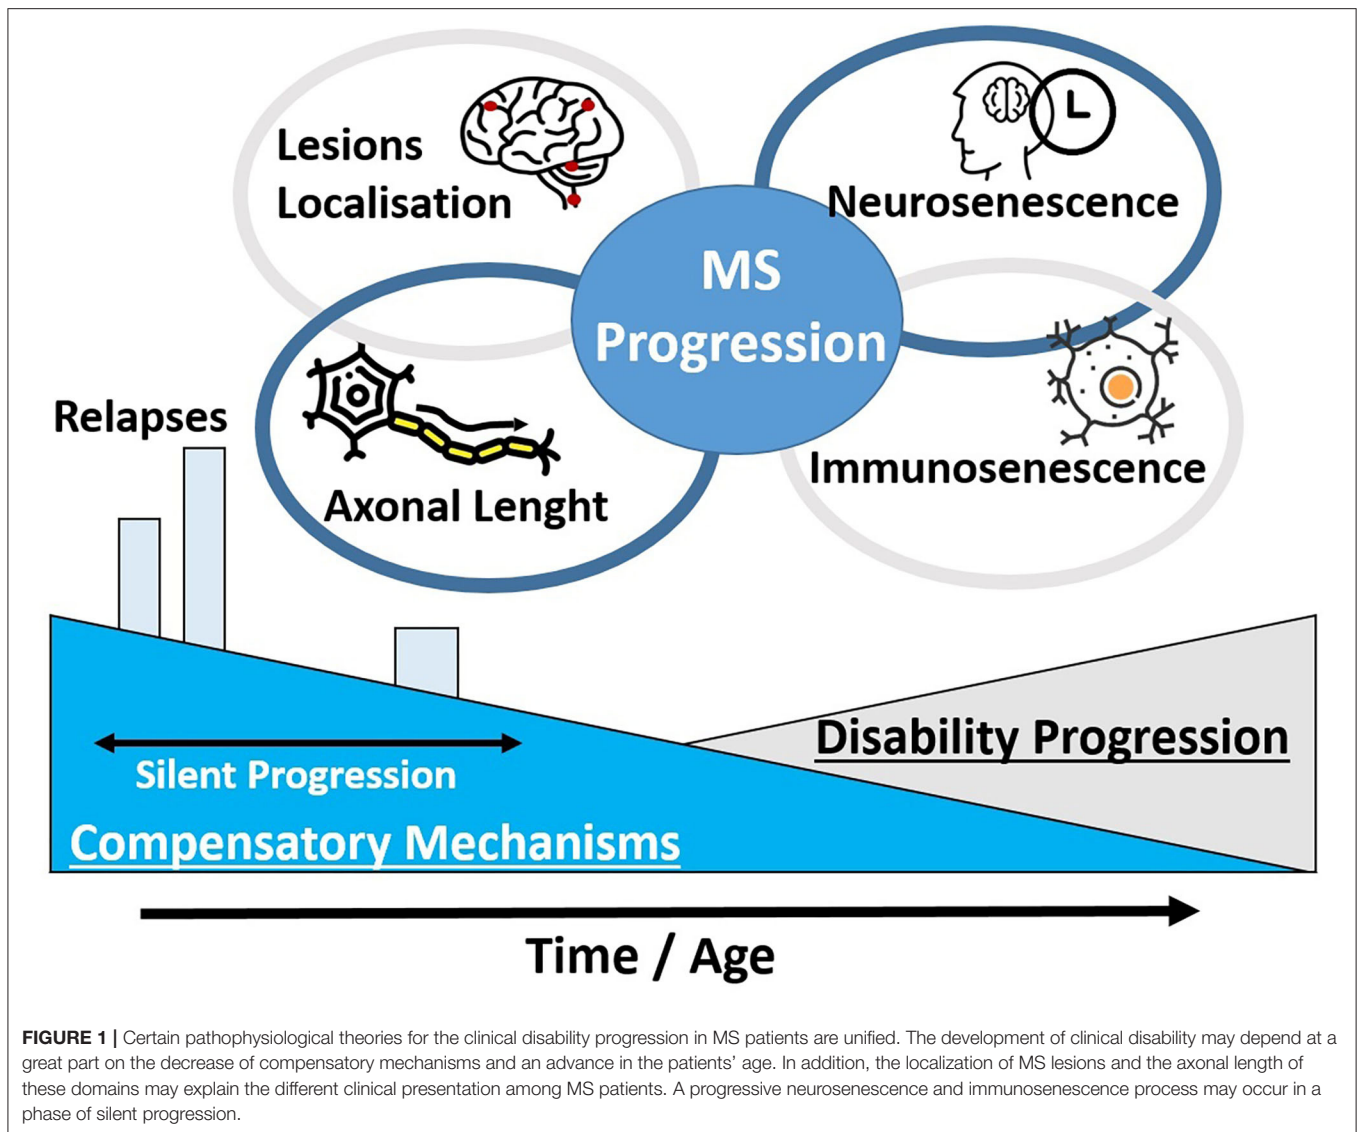 Lesions
Localisation
Neurosenescence
MS
Progression
Relapses
Axonal Lenght
Immunosenescence
Disability Progression
Silent Progression
Compensatory Mechanisms
Time / Age
FIGURE 1 | Certain pathophysiological theories for the clinical disability progression in MS patients are unified. The development of clinical disability may depend at a
great part on the decrease of compensatory mechanisms and an advance in the patients’ age. In addition, the localization of MS lesions and the axonal length of
these domains may explain the different clinical presentation among MS patients. A progressive neurosenescence and immunosenescence process may occur in a
phase of silent progression.